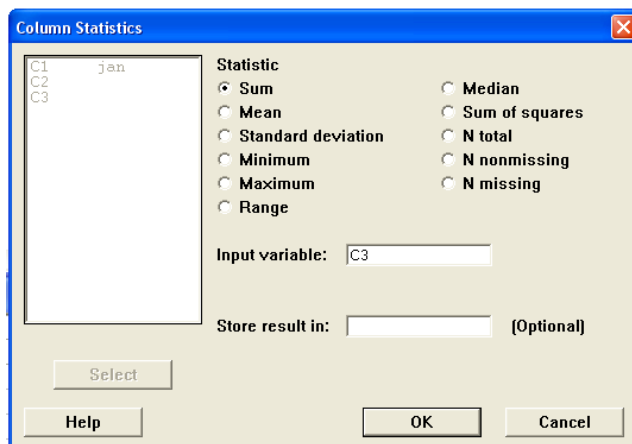 Column Statistics
C1 jan
C2
C3
Statistic
Sum
Mean
Standard deviation
Minimum
Maximum
Range
Median
Sum of squares
N total
N nonmissing
N missing
Input variable: C3
Store result in: (Optional)
Select
Help OK Cancel